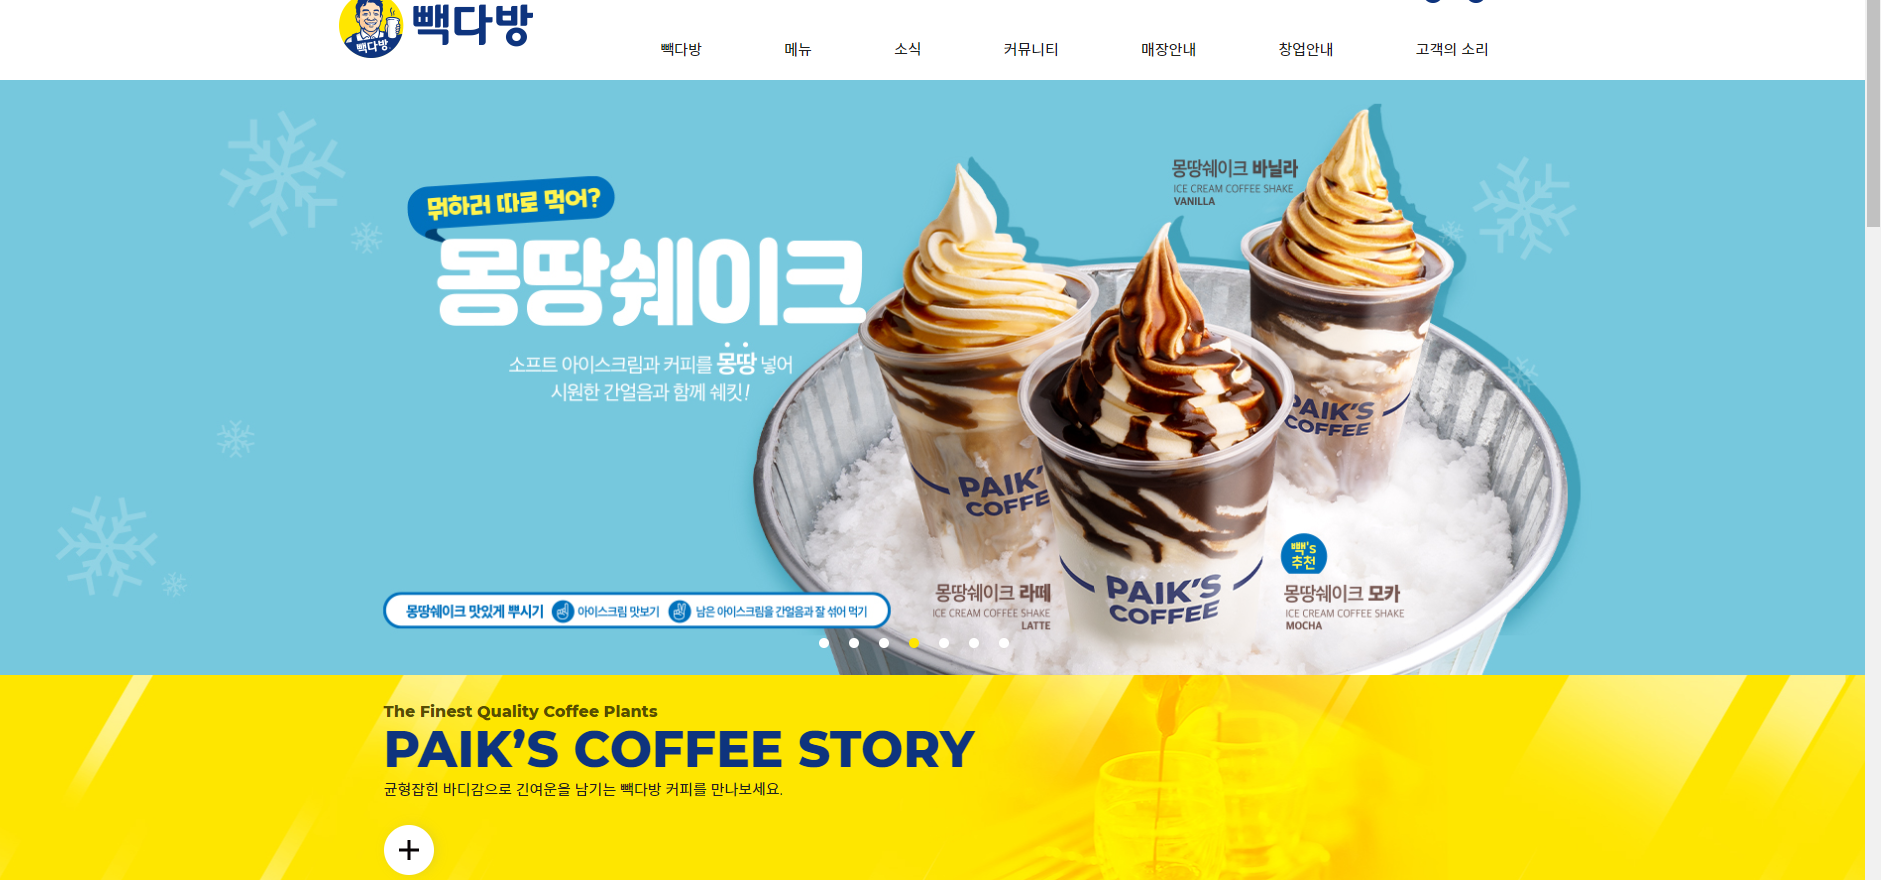 빽다방
빽다방
빽다방 메뉴 소식 커뮤니티 매장안내 창업안내 고객의 소리
뭐하러 따로 먹어?
몽땅쉐이크
소프트 아이스크림과 커피를 몽땅 넣어
시원한 간얼음과 함께 쉐킷!
몽땅쉐이크 바닐라
ICE CREAM COFFEE SHAKE
VANILLA
PAIK'S
COFFEE
PAIK'
COFFE
PAIK'S
COFFEE
빽's
추천
몽땅쉐이크 라떼
ICE CREAM COFFEE SHAKE
LATTE
몽땅쉐이크 모카
ICE CREAM COFFEE SHAKE
MOCHA
몽땅쉐이크 맛있게 뿌시기 아이스크림 맛보기 남은 아이스크림을 간얼음과 잘 섞어 먹기
The Finest Quality Coffee Plants
PAIK’S COFFEE STORY
균형잡힌 바디감으로 긴여운을 남기는 빽다방 커피를 만나보세요.